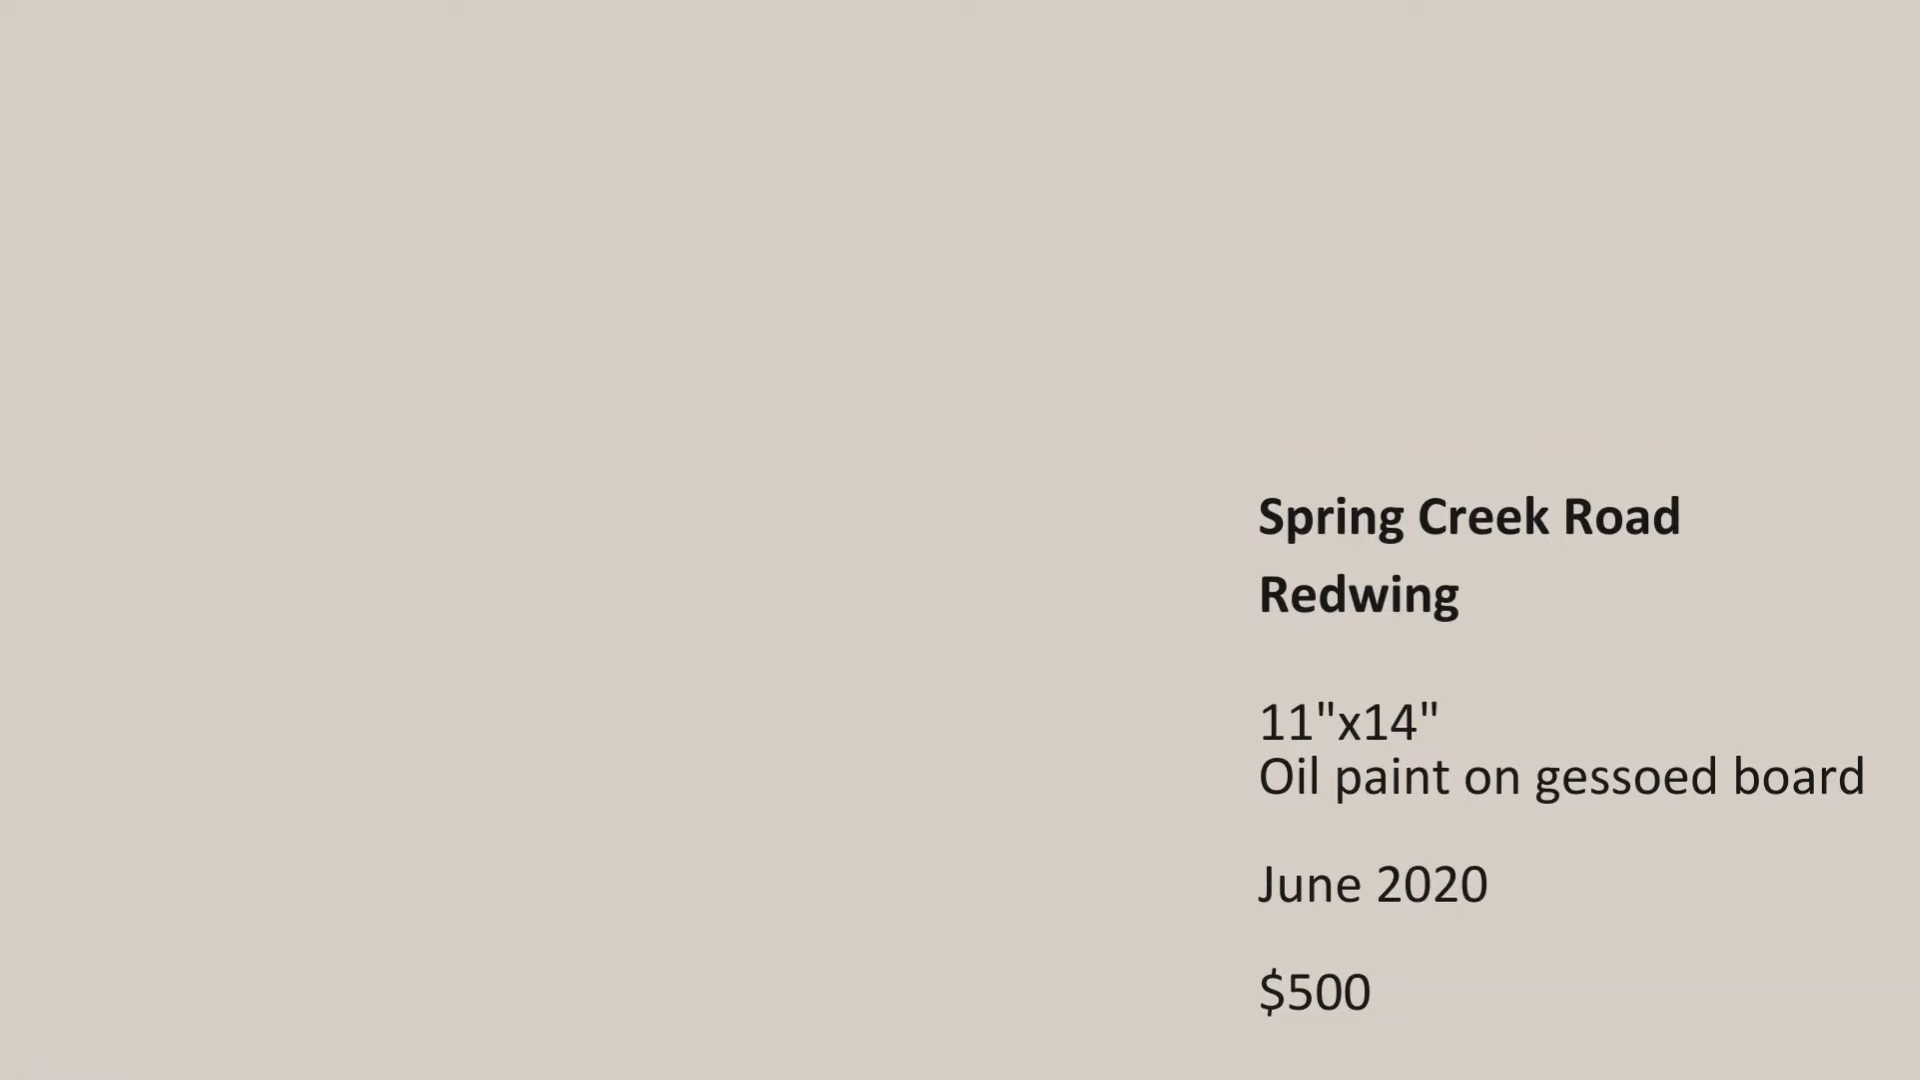 Spring Creek Road
Redwing
11"x14"
Oil paint on gessoed board
June 2020
$500